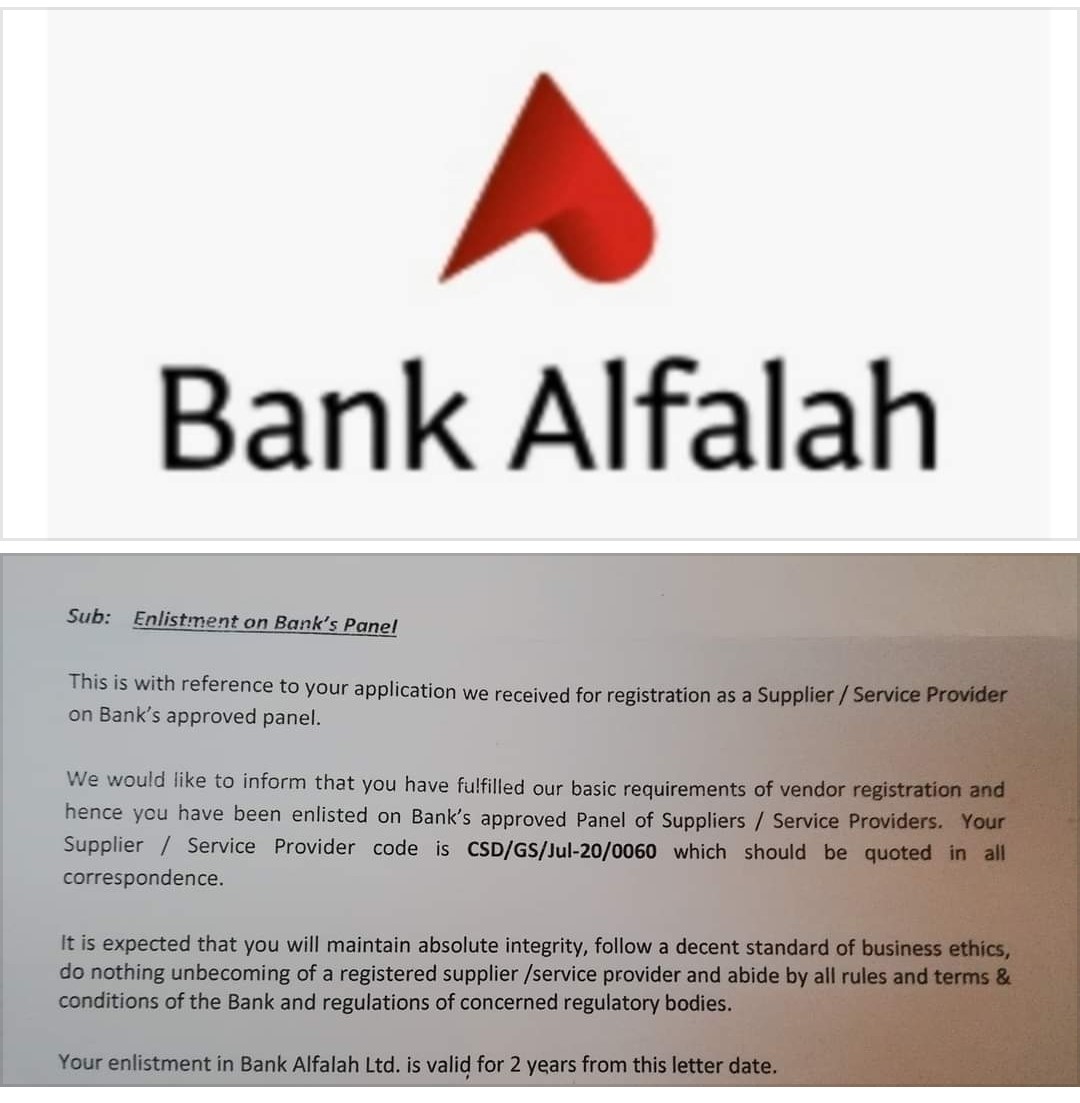 Bank Alfalah
Sub: Enlistment on Bank's Panel
This is with reference to your application we received for registration as a Supplier / Service Provider
on Bank's approved panel.
We would like to inform that you have fulfilled our basic requirements of vendor registration and
hence you have been enlisted on Bank's approved Panel of Suppliers / Service Providers. Your
Supplier / Service Provider code is CSD/GS/Jul-20/0060 which should be quoted in all
correspondence.
It is expected that you will maintain absolute integrity, follow a decent standard of business ethics,
do nothing unbecoming of a registered supplier /service provider and abide by all rules and terms &
conditions of the Bank and regulations of concerned regulatory bodies.
Your enlistment in Bank Alfalah Ltd. is valid for 2 years from this letter date.